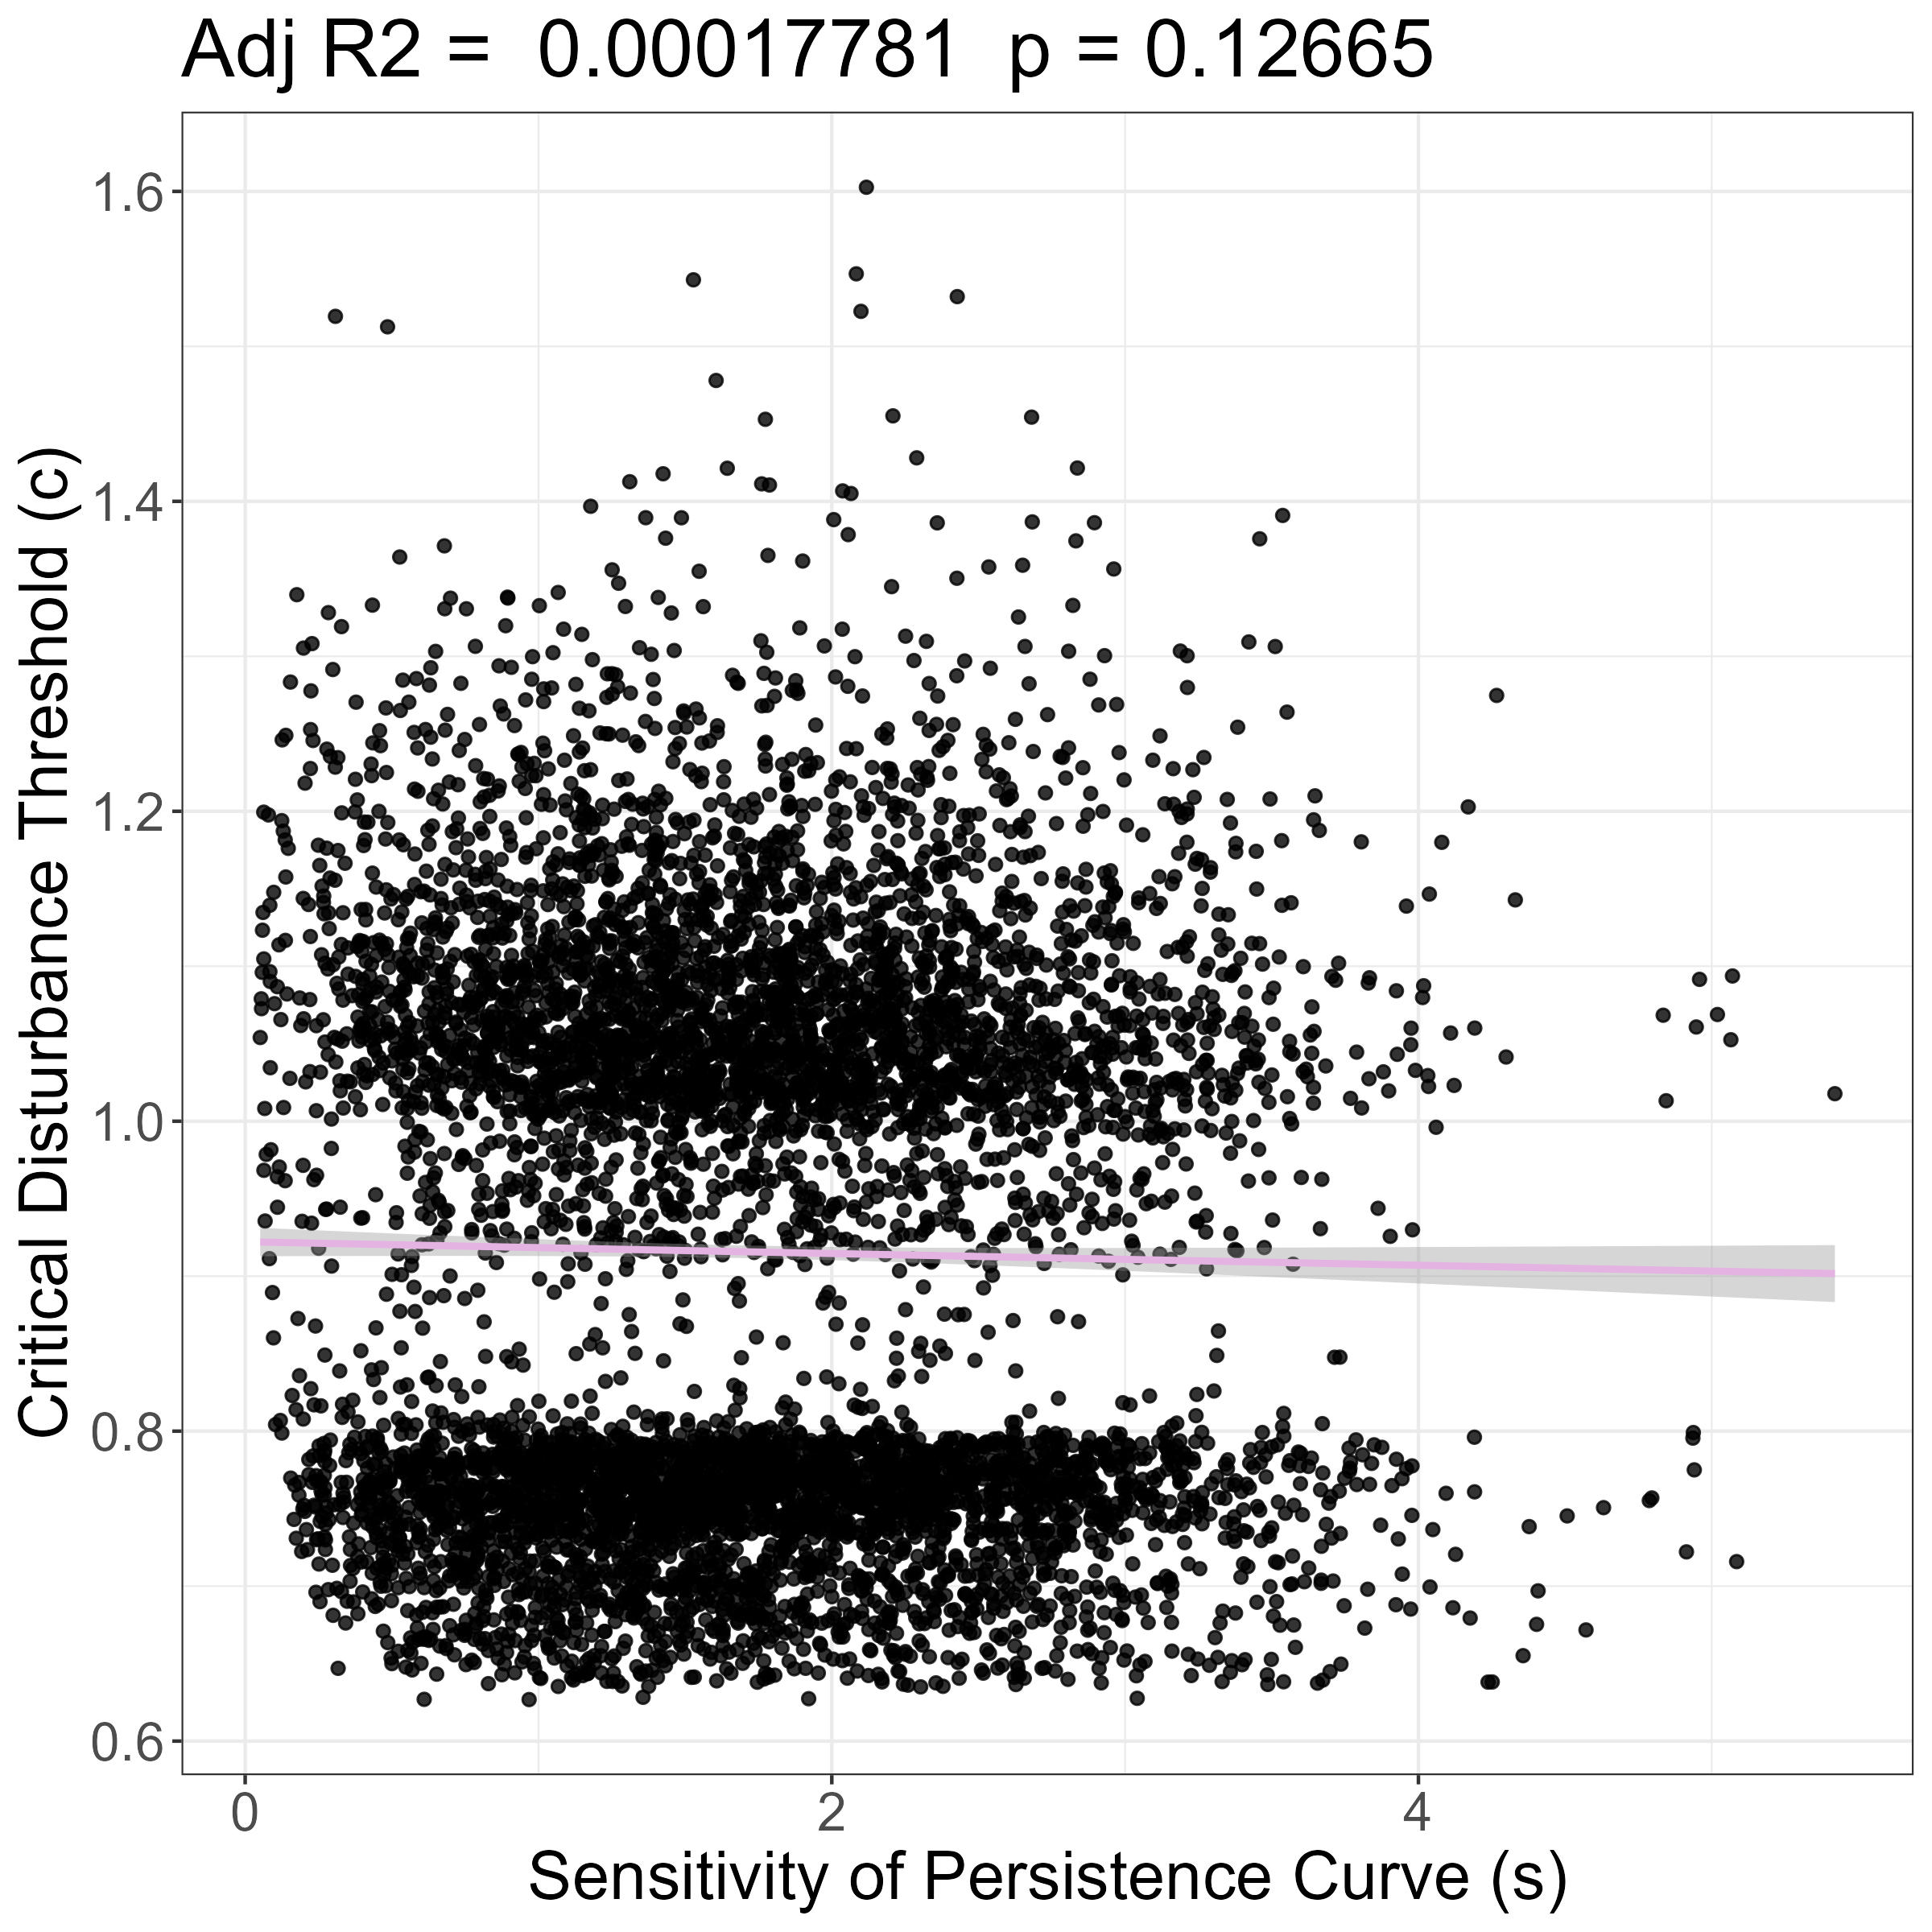 Adj R2 =  0.00017781  p = 0.12665
Critical Disturbance Threshold (c)
1.6
1.4
1.2
1.0
0.8
0.6
0 2 4
Sensitivity of Persistence Curve (s)